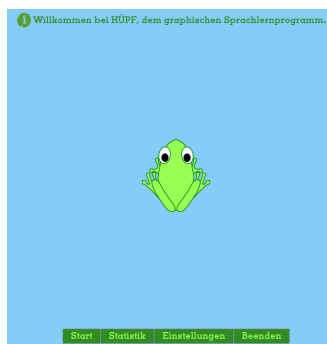 i Willkommen bei HÜPF, dem graphischen Sprachlernprogramm.
Start Statistik Einstellungen Beenden